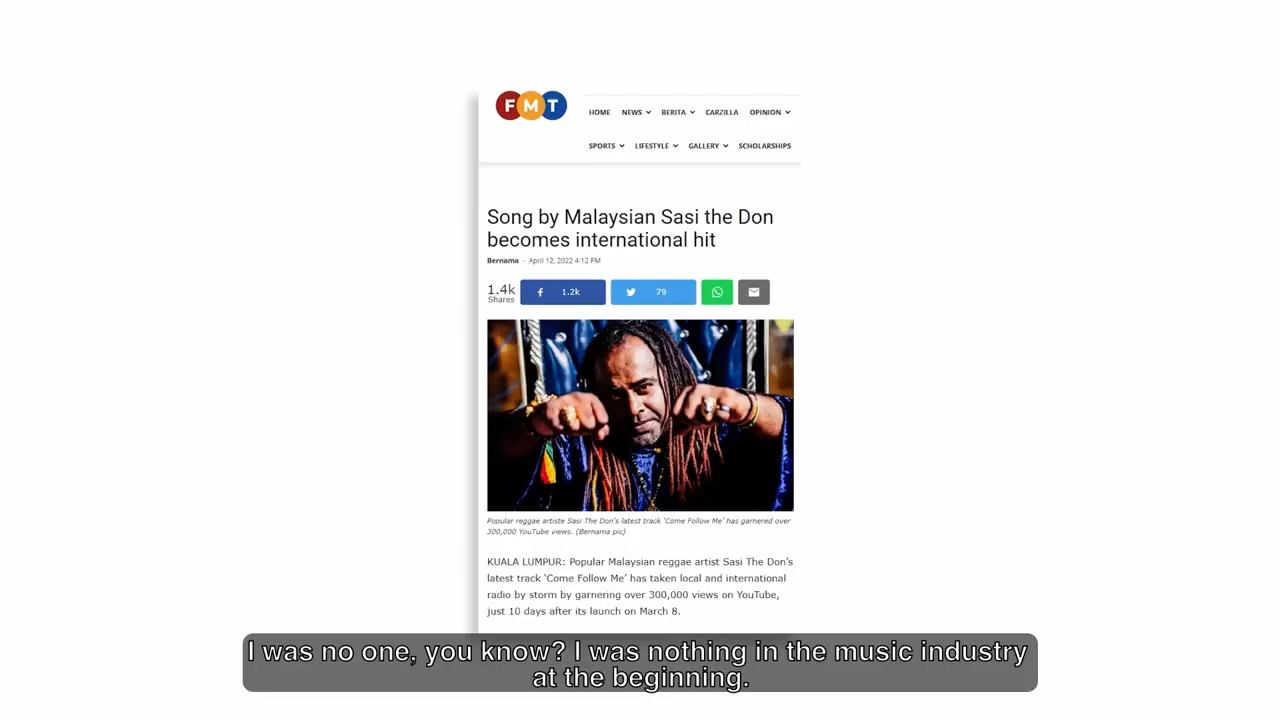 FMT
HOME NEWS BERITA CARZILLA OPINION
SPORTS LIFESTYLE GALLERY SCHOLARSHIPS
Song by Malaysian Sasi the Don
becomes international hit
Bernama - April 12, 2022 4:12 PM
1.4k
Shares
1.2k
79
Popular reggae artiste Sasi The Don's latest track ‘Come Follow Me’ has garnered over
300,000 YouTube views. (Bernama pic)
KUALA LUMPUR: Popular Malaysian reggae artist Sasi The Don’s
latest track ‘Come Follow Me’ has taken local and international
radio by storm by garnering over 300,000 views on YouTube,
just 10 days after its launch on March 8.
I was no one, you know? I was nothing in the music industry
at the beginning.